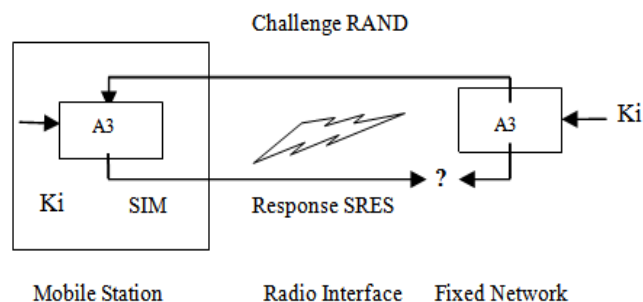 Challenge RAND
A3
A3
Ki
?
Ki
SIM
Response SRES
Mobile Station
Radio Interface
Fixed Network